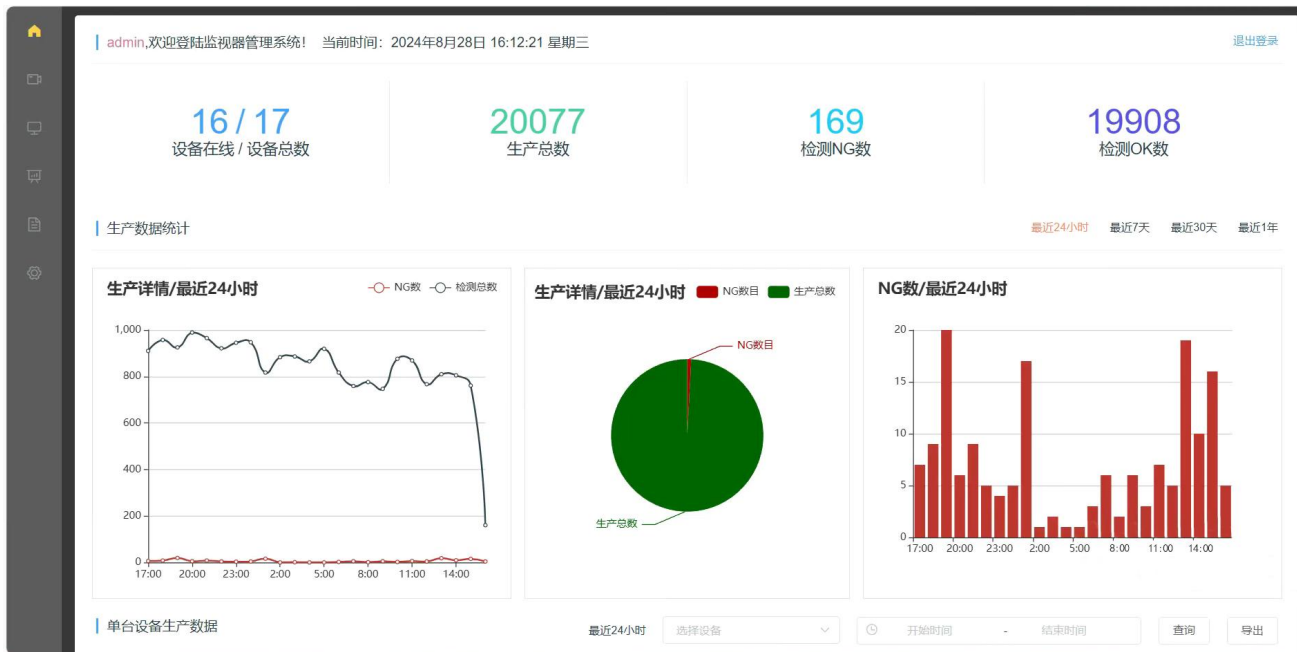 admin,欢迎登陆监视器管理系统! 当前时间:2024年8月28日 16:12:21 星期三
退出登录
16 / 17
设备在线 / 设备总数
20077
生产总数
169
检测NG数
19908
检测OK数
生产数据统计
最近24小时 最近7天 最近30天 最近1年
生产详情/最近24小时
NG数 检测总数
1,000
800
600
400
200
0
17:00 20:00 23:00 2:00 5:00 8:00 11:00 14:00
生产详情/最近24小时
NG数目 生产总数
NG数目
生产总数
NG数/最近24小时
20
15
10
5
0
17:00 20:00 23:00 2:00 5:00 8:00 11:00 14:00
单台设备生产数据
最近24小时 选择设备 开始时间 - 结束时间 查询 导出